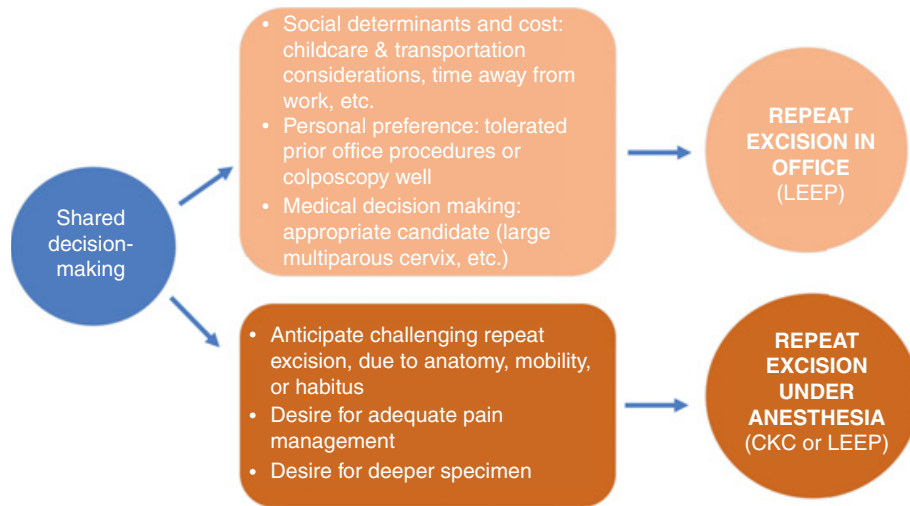 Shared
decision-
making
• Social determinants and cost:
childcare & transportation
considerations, time away from
work, etc.
• Personal preference: tolerated
prior office procedures or
colposcopy well
• Medical decision making:
appropriate candidate (large
multiparous cervix, etc.)
REPEAT
EXCISION IN
OFFICE
(LEEP)
• Anticipate challenging repeat
excision, due to anatomy, mobility,
or habitus
• Desire for adequate pain
management
• Desire for deeper specimen
REPEAT
EXCISION
UNDER
ANESTHESIA
(CKC or LEEP)